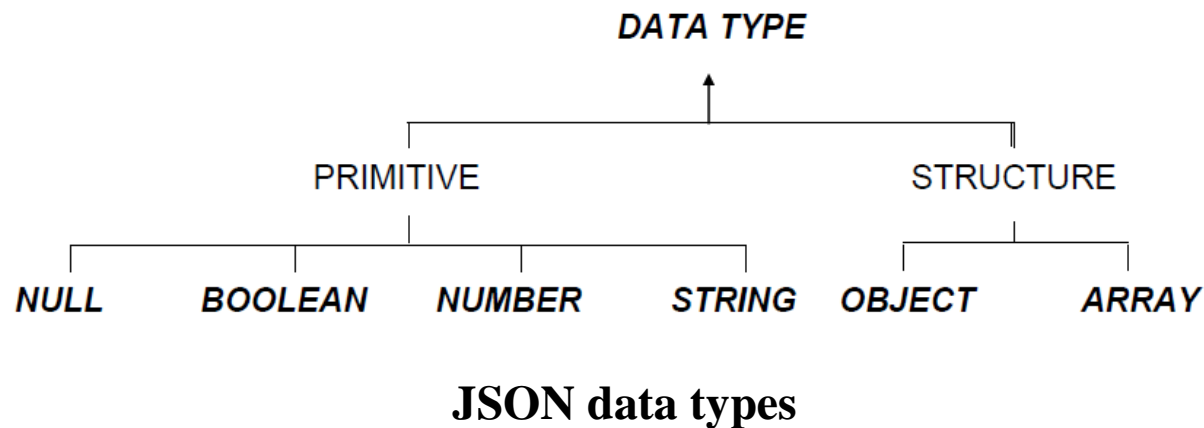 DATA TYPE
PRIMITIVE STRUCTURE
NULL BOOLEAN NUMBER STRING OBJECT ARRAY
JSON data types